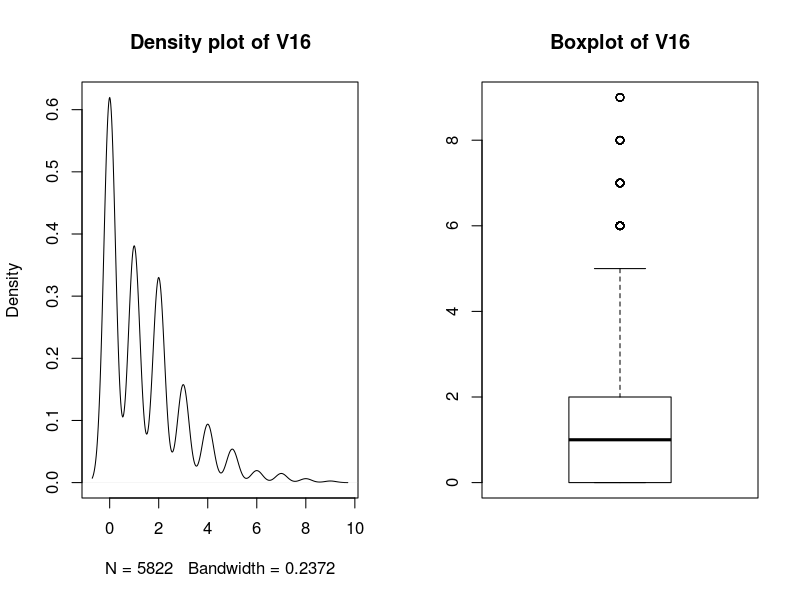 Density plot of V16
Density
0.0 0.1 0.2 0.3 0.4 0.5 0.6
0 2 4 6 8 10
N = 5822 Bandwidth = 0.2372
Boxplot of V16
0 2 4 6 8